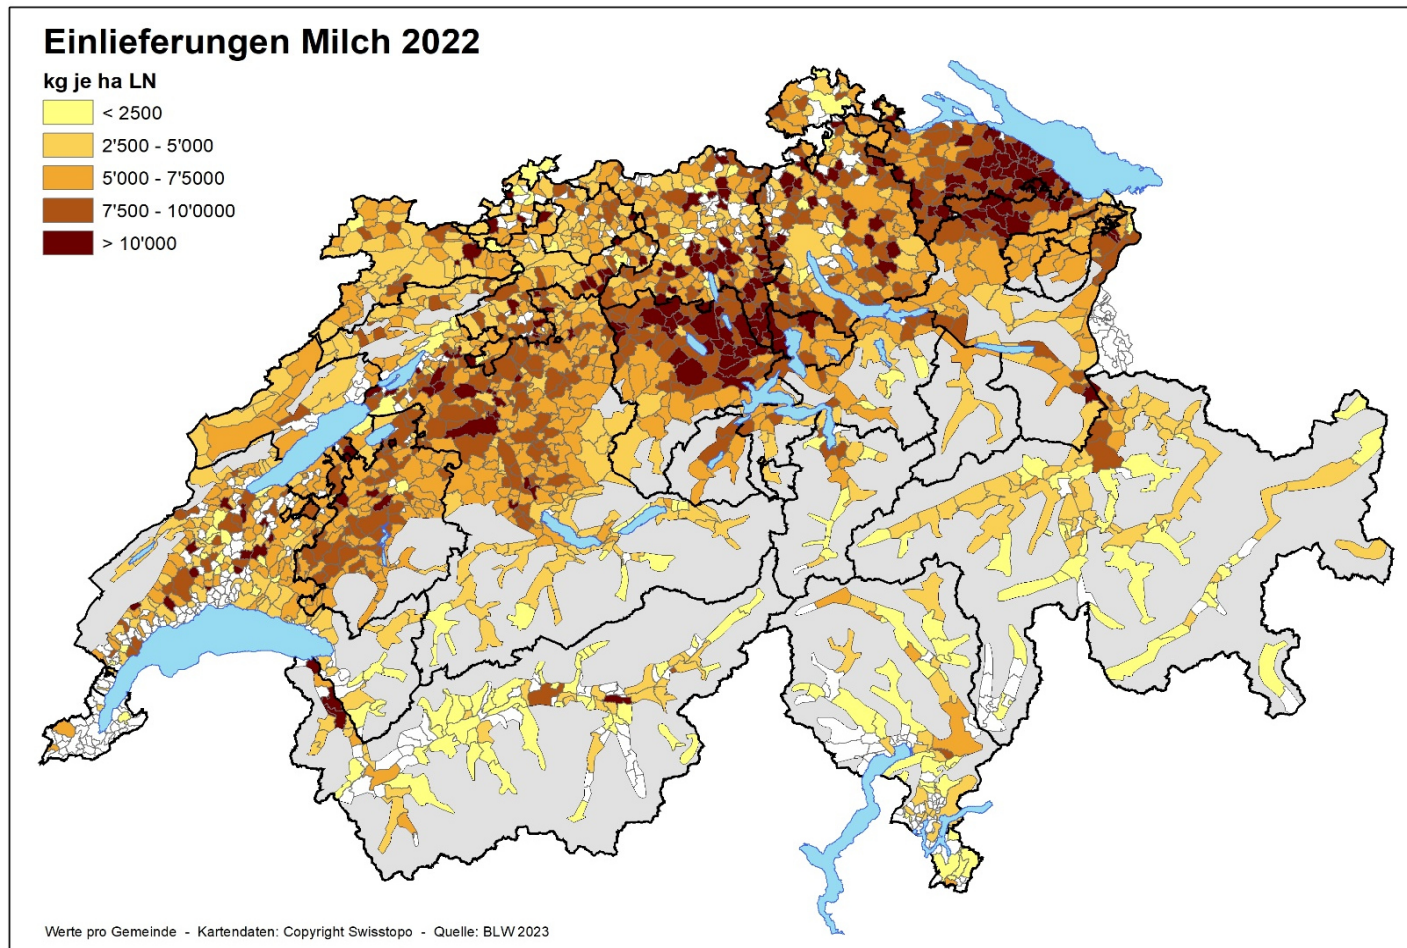 Einlieferungen Milch 2022
kg je ha LN
< 2500
2'500 - 5'000
5'000 - 7'5000
7'500 - 10'0000
> 10'000
Werte pro Gemeinde - Kartendaten: Copyright Swisstopo - Quelle: BLW 2023